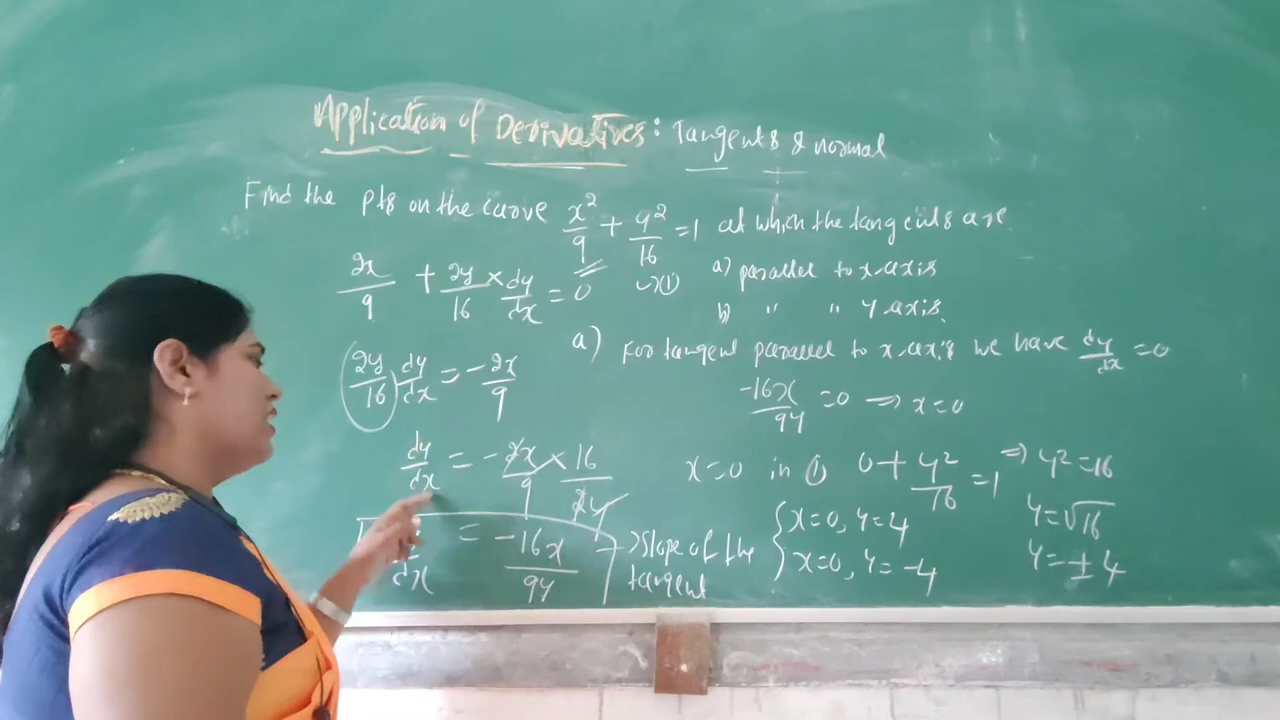 Application of Derivatives: Tangents & normal
Find the pts on the curve x²/9 + y²/16 = 1 at which the tangents are
2x/9 + 2y/16 × dy/dx = 0 → (1) a) parallel to x-axis
b) " " y axis.
2y/16 dy/dx = -2x/9
a) For tangent parallel to x-axis we have dy/dx = 0
-16x/9y = 0 ⇒ x=0
dy/dx = -2x/9 × 16/2y
x=0 in (1) 0 + y²/16 = 1 ⇒ y² = 16
y = √16
y = ±4
dx = -16x/9y → Slope of the tangent
x=0, y=4
x=0, y=-4